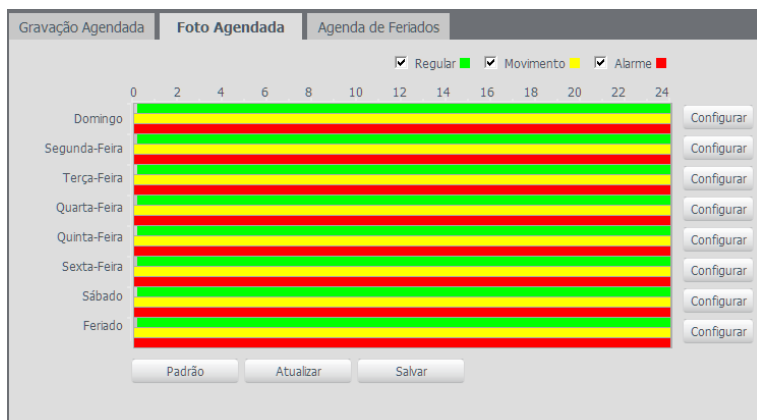 Gravação Agendada Foto Agendada Agenda de Feriados
Regular Movimento Alarme
0 2 4 6 8 10 12 14 16 18 20 22 24
Domingo Configurar
Segunda-Feira Configurar
Terça-Feira Configurar
Quarta-Feira Configurar
Quinta-Feira Configurar
Sexta-Feira Configurar
Sábado Configurar
Feriado Configurar
Padrão Atualizar Salvar